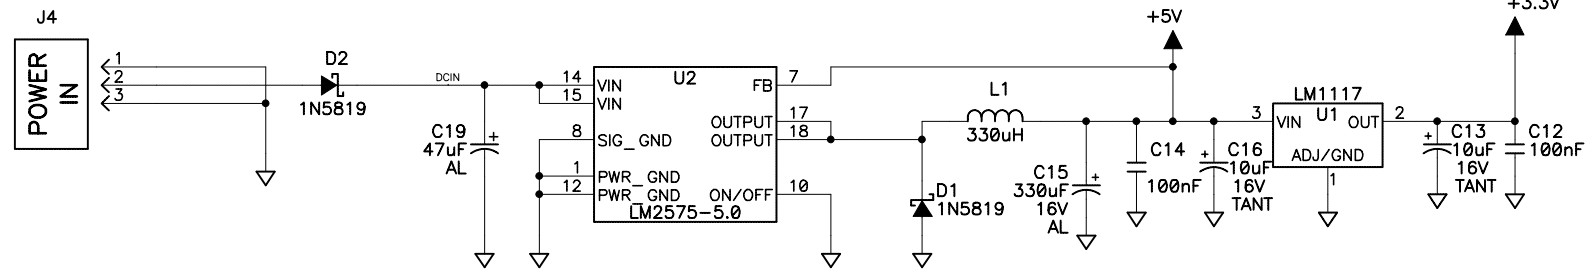 J4
POWER IN
1
2
3
D2
1N5819
DCIN
C19
47uF
AL
U2
14 VIN
15 VIN
8 SIG_GND
1 PWR_GND
12 PWR_GND
FB 7
OUTPUT 17
OUTPUT 18
ON/OFF 10
LM2575-5.0
D1
1N5819
L1
330uH
+5V
C15
330uF
16V
AL
C14
100nF
C16
10uF
16V
TANT
LM1117
U1
3 VIN
OUT 2
ADJ/GND
1
+3.3V
C13
10uF
16V
TANT
C12
100nF